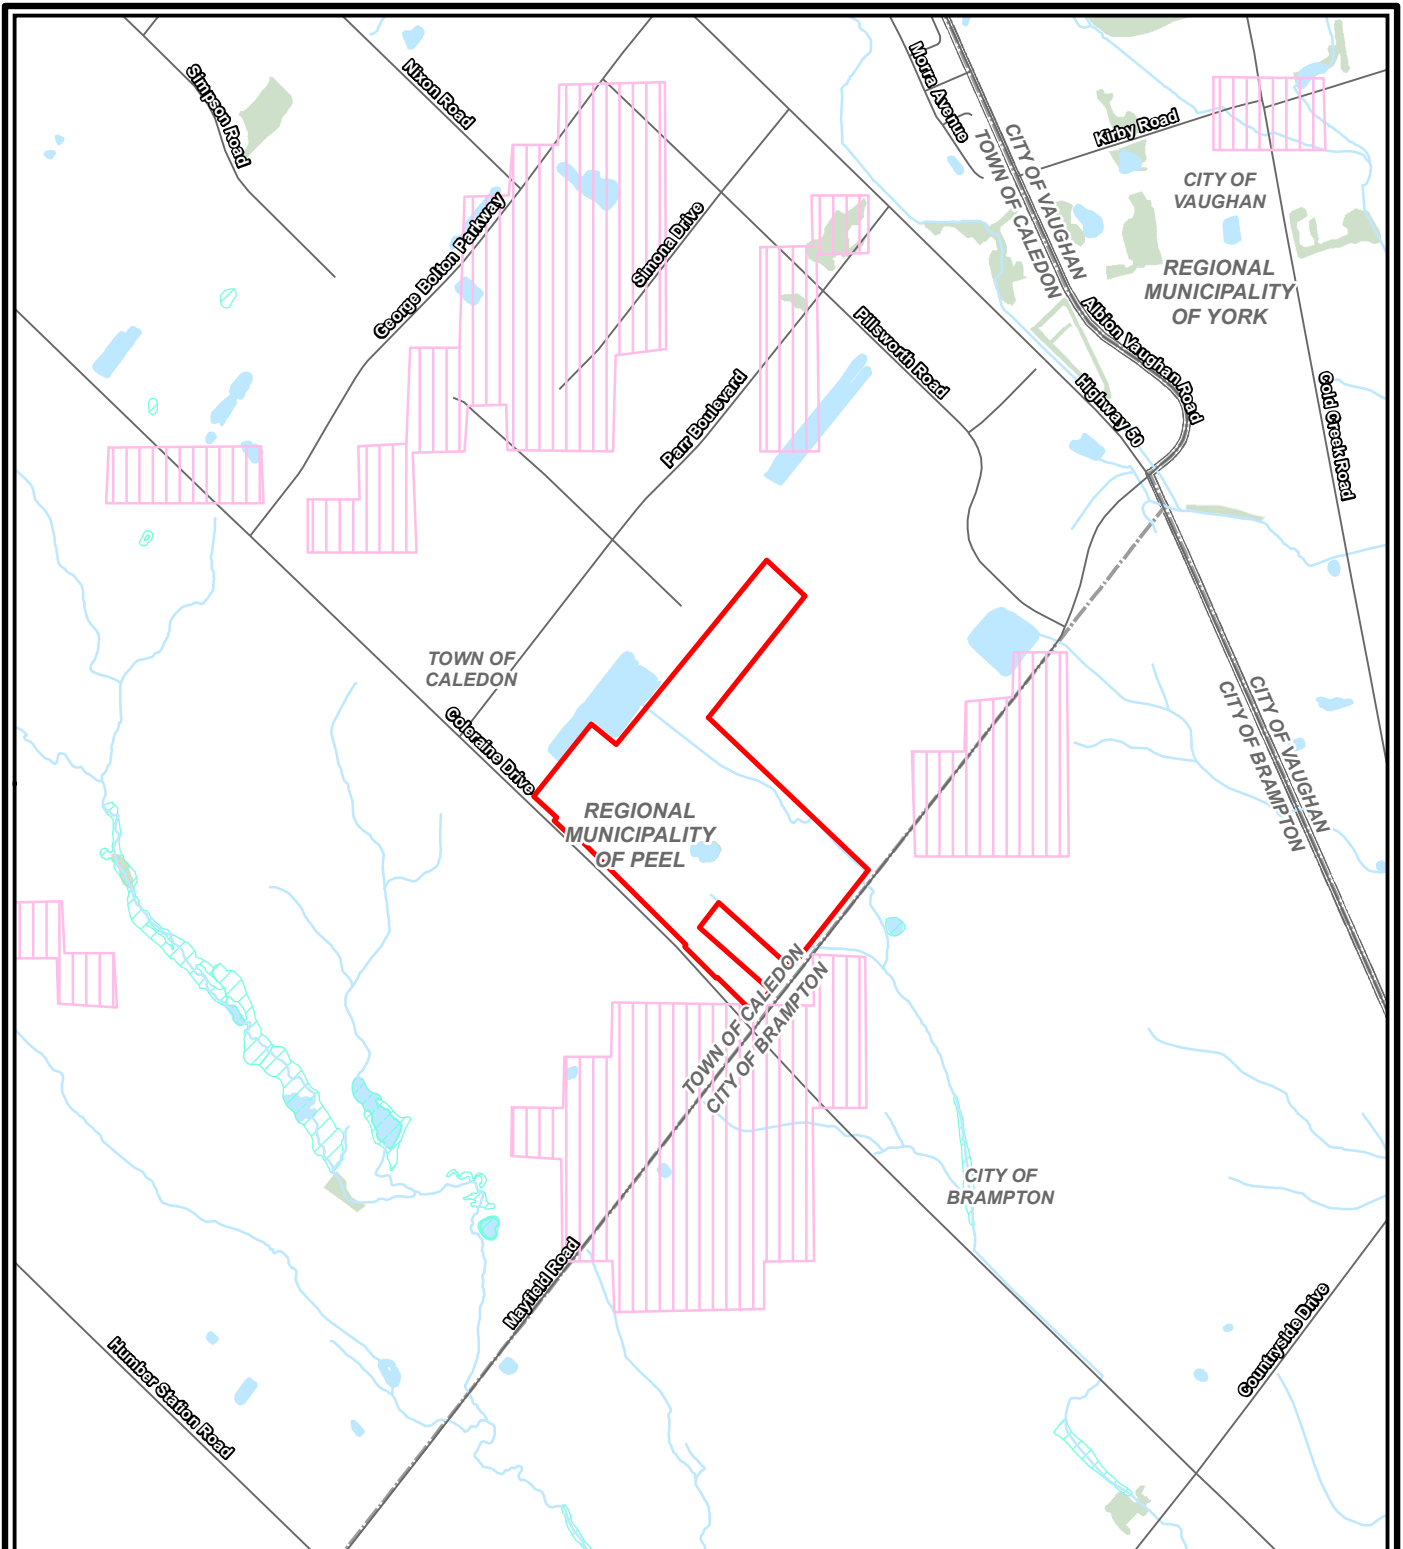 Simpson Road
Nixon Road
Morra Avenue
Kirby Road
CITY OF VAUGHAN
TOWN OF CALEDON
CITY OF
VAUGHAN
George Bolton Parkway
Simona Drive
REGIONAL
MUNICIPALITY
OF YORK
Albion Vaughan Road
Pillsworth Road
Highway 50
Parr Boulevard
Cold Creek Road
TOWN OF
CALEDON
Coleraine Drive
CITY OF VAUGHAN
CITY OF BRAMPTON
REGIONAL
MUNICIPALITY
OF PEEL
TOWN OF CALEDON
CITY OF BRAMPTON
CITY OF
BRAMPTON
Mayfield Road
Countryside Drive
Humber Station Road